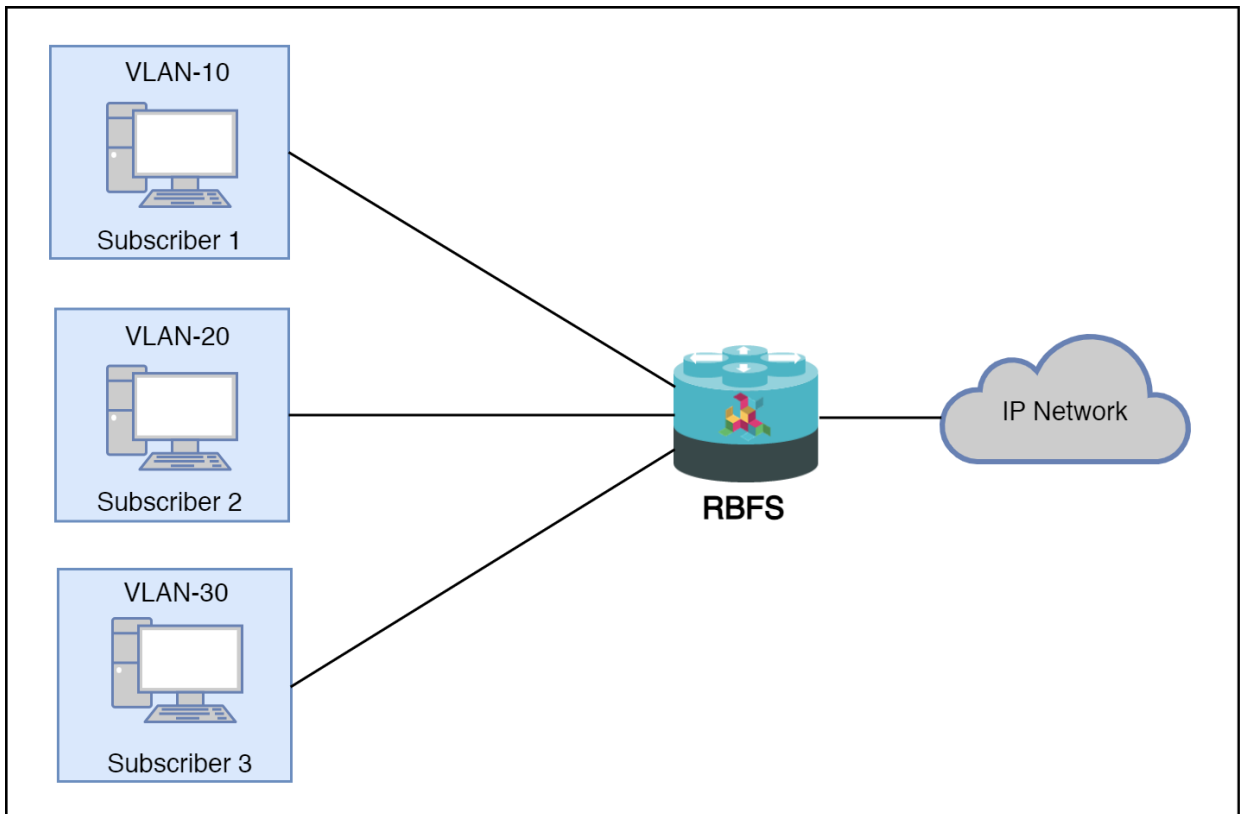 VLAN-10
Subscriber 1
VLAN-20
Subscriber 2
VLAN-30
Subscriber 3
RBFS
IP Network